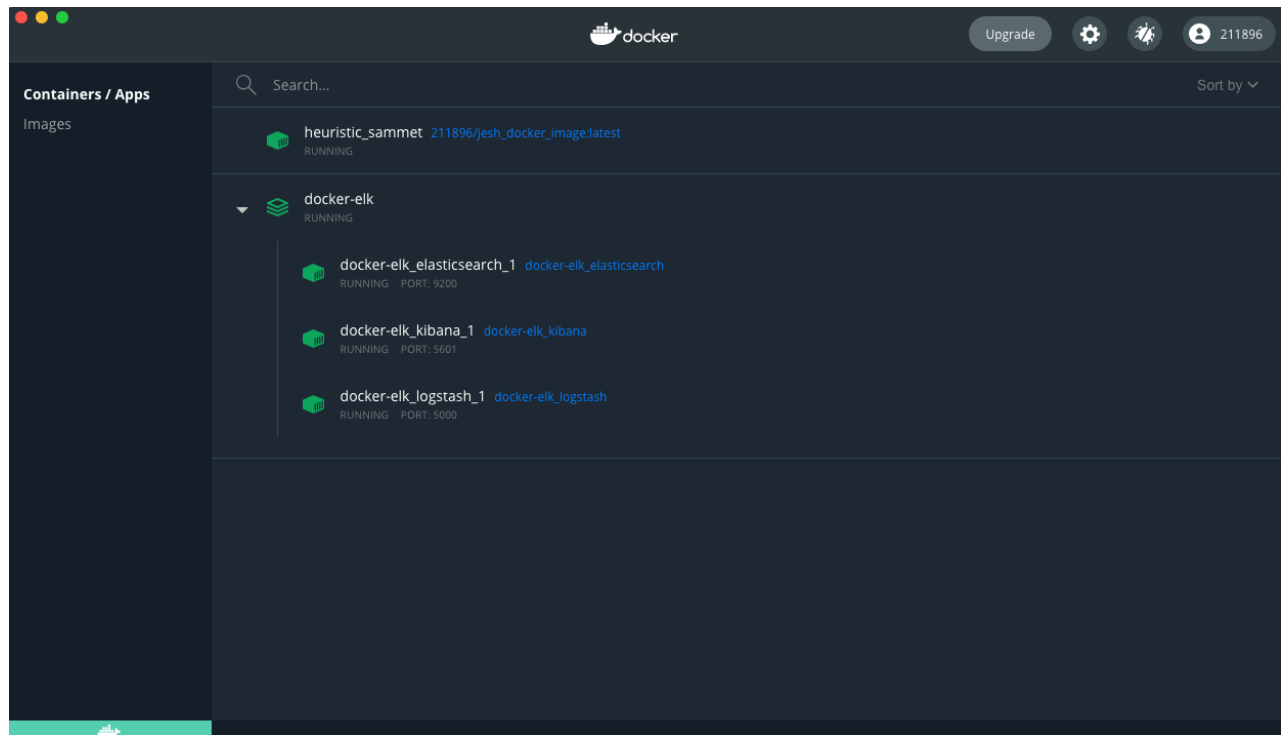 docker
Upgrade
211896
Containers / Apps
Images
Search...
Sort by
heuristic_sammet 211896/jesh_docker_image:latest
RUNNING
docker-elk
RUNNING
docker-elk_elasticsearch_1 docker-elk_elasticsearch
RUNNING PORT: 9200
docker-elk_kibana_1 docker-elk_kibana
RUNNING PORT: 5601
docker-elk_logstash_1 docker-elk_logstash
RUNNING PORT: 5000